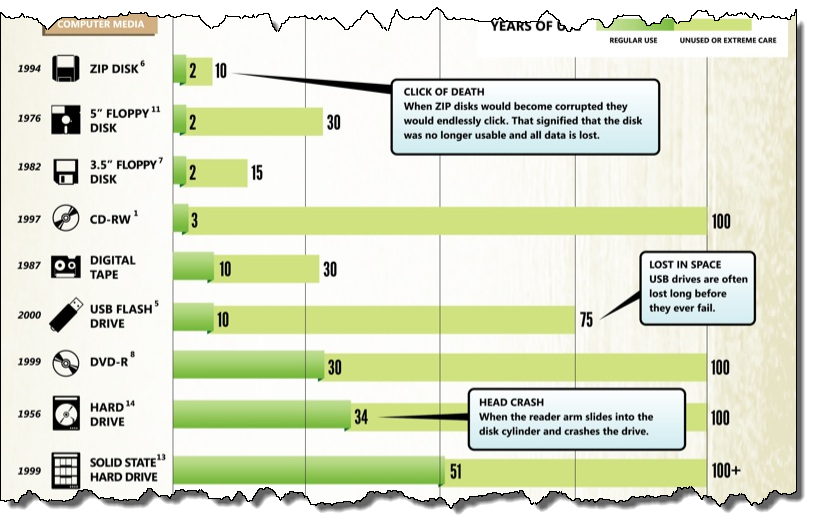 COMPUTER MEDIA
YEARS OF
REGULAR USE
UNUSED OR EXTREME CARE
1994 ZIP DISK 6 2 10
CLICK OF DEATH
When ZIP disks would become corrupted they
would endlessly click. That signified that the disk
was no longer usable and all data is lost.
1976 5" FLOPPY 11
DISK 2 30
1982 3.5" FLOPPY 7
DISK 2 15
1997 CD-RW 1 3 100
1987 DIGITAL
TAPE 10 30
LOST IN SPACE
USB drives are often
lost long before
they ever fail.
2000 USB FLASH 5
DRIVE 10 75
1999 DVD-R 8 30 100
HEAD CRASH
When the reader arm slides into the
disk cylinder and crashes the drive.
1956 HARD 14
DRIVE 34 100
1999 SOLID STATE 13
HARD DRIVE 51 100+